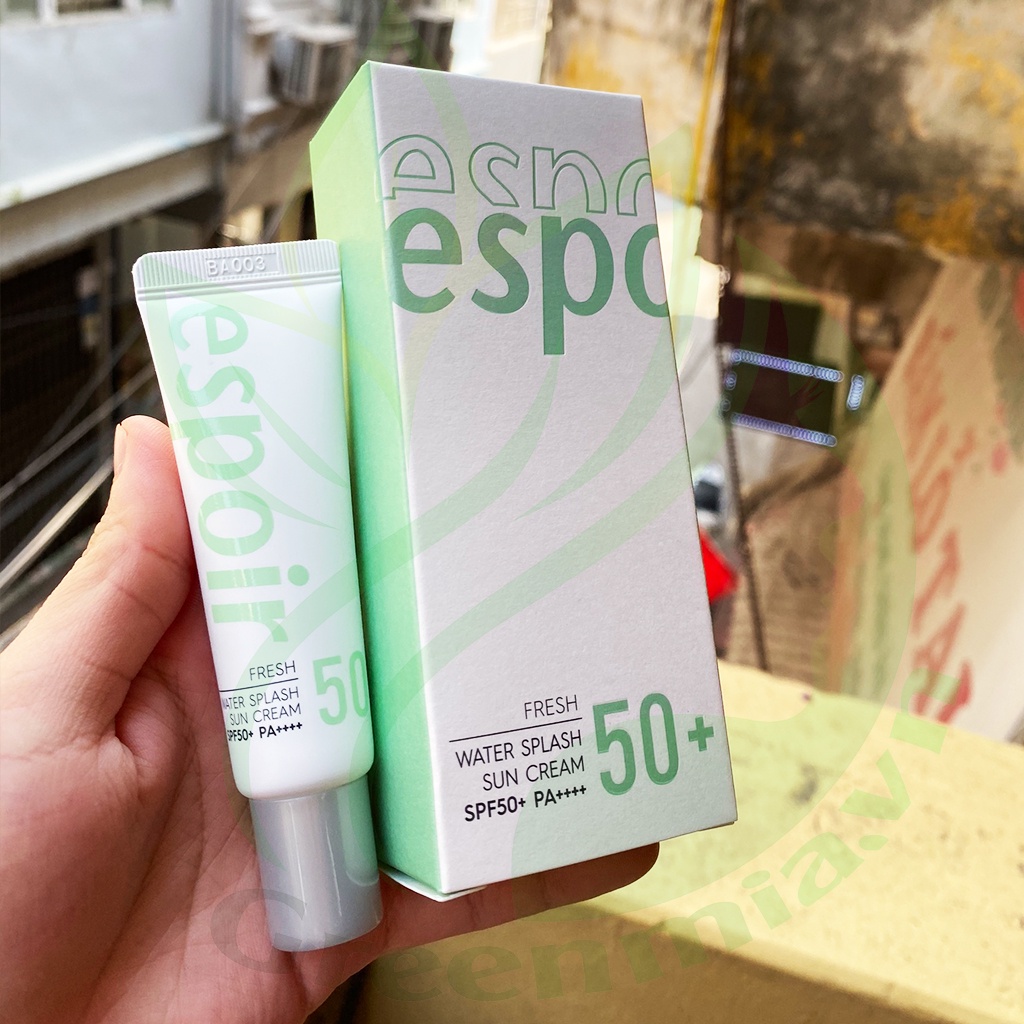 espo
espo
FRESH
WATER SPLASH
SUN CREAM
SPF50+ PA++++
50+
BA003
espoir
FRESH
WATER SPLASH
SUN CREAM
SPF50+ PA++++
50
Greenmia.vn